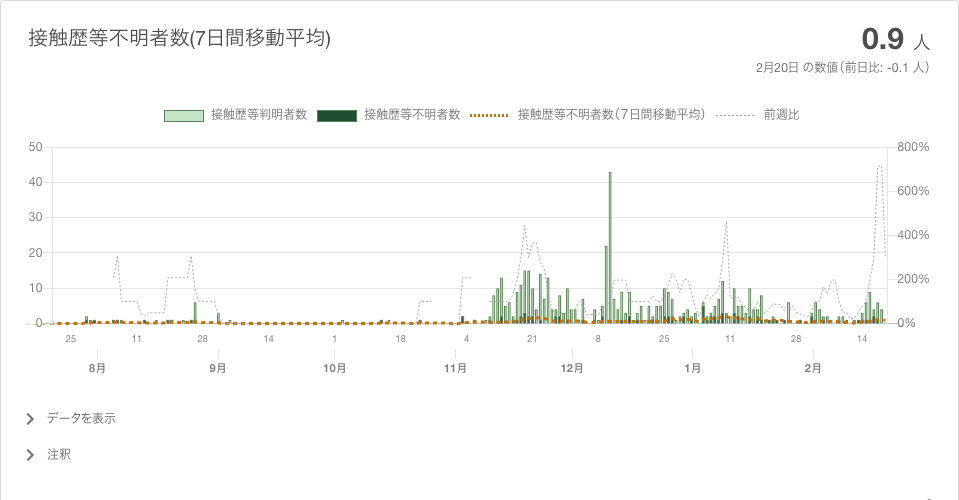 接触歴等不明者数(7日間移動平均)
0.9 人
2月20日 の数値（前日比: -0.1 人）
接触歴等判明者数 接触歴等不明者数 接触歴等不明者数（7日間移動平均） 前週比
50 800%
40 600%
30 400%
20 200%
10 0%
0
25 11 28 14 1 18 4 21 8 25 11 28 14
8月 9月 10月 11月 12月 1月 2月
データを表示
注釈